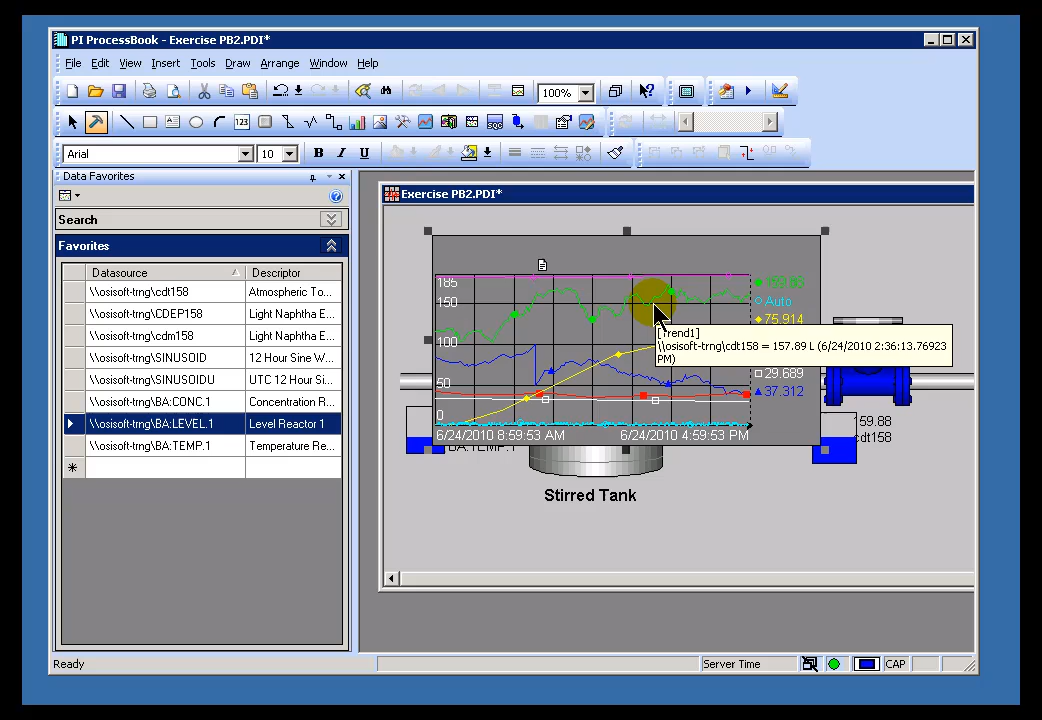 PI ProcessBook - Exercise PB2.PDI*
File Edit View Insert Tools Draw Arrange Window Help
100%
123
SQC
Arial 10 B I U
Data Favorites
Search
Favorites
Datasource Descriptor
\\osisoft-trng\cdt158 Atmospheric To...
\\osisoft-trng\CDEP158 Light Naphtha E...
\\osisoft-trng\cdm158 Light Naphtha E...
\\osisoft-trng\SINUSOID 12 Hour Sine W...
\\osisoft-trng\SINUSOIDU UTC 12 Hour Si...
\\osisoft-trng\BA:CONC.1 Concentration R...
\\osisoft-trng\BA:LEVEL.1 Level Reactor 1
\\osisoft-trng\BA:TEMP.1 Temperature Re...
Exercise PB2.PDI*
185
150
100
50
0
6/24/2010 8:59:53 AM 6/24/2010 4:59:53 PM
Auto
75.914
29.689
37.312
[Trend1]
\\osisoft-trng\cdt158 = 157.89 L (6/24/2010 2:36:13.76923
PM)
159.88
cdt158
BA:TEMP.1
Stirred Tank
Ready Server Time CAP